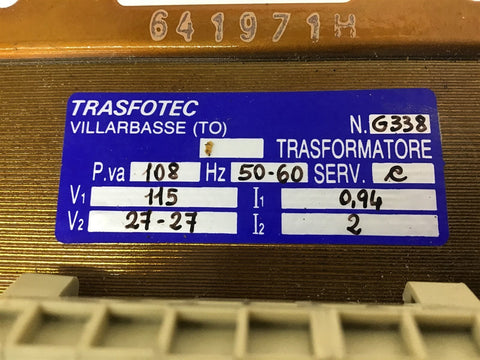 641971H
TRASFOTEC
VILLARBASSE (TO) N. G338
TRASFORMATORE
P.va 108 Hz 50-60 SERV. C
V1 115 I1 0,94
V2 27-27 I2 2